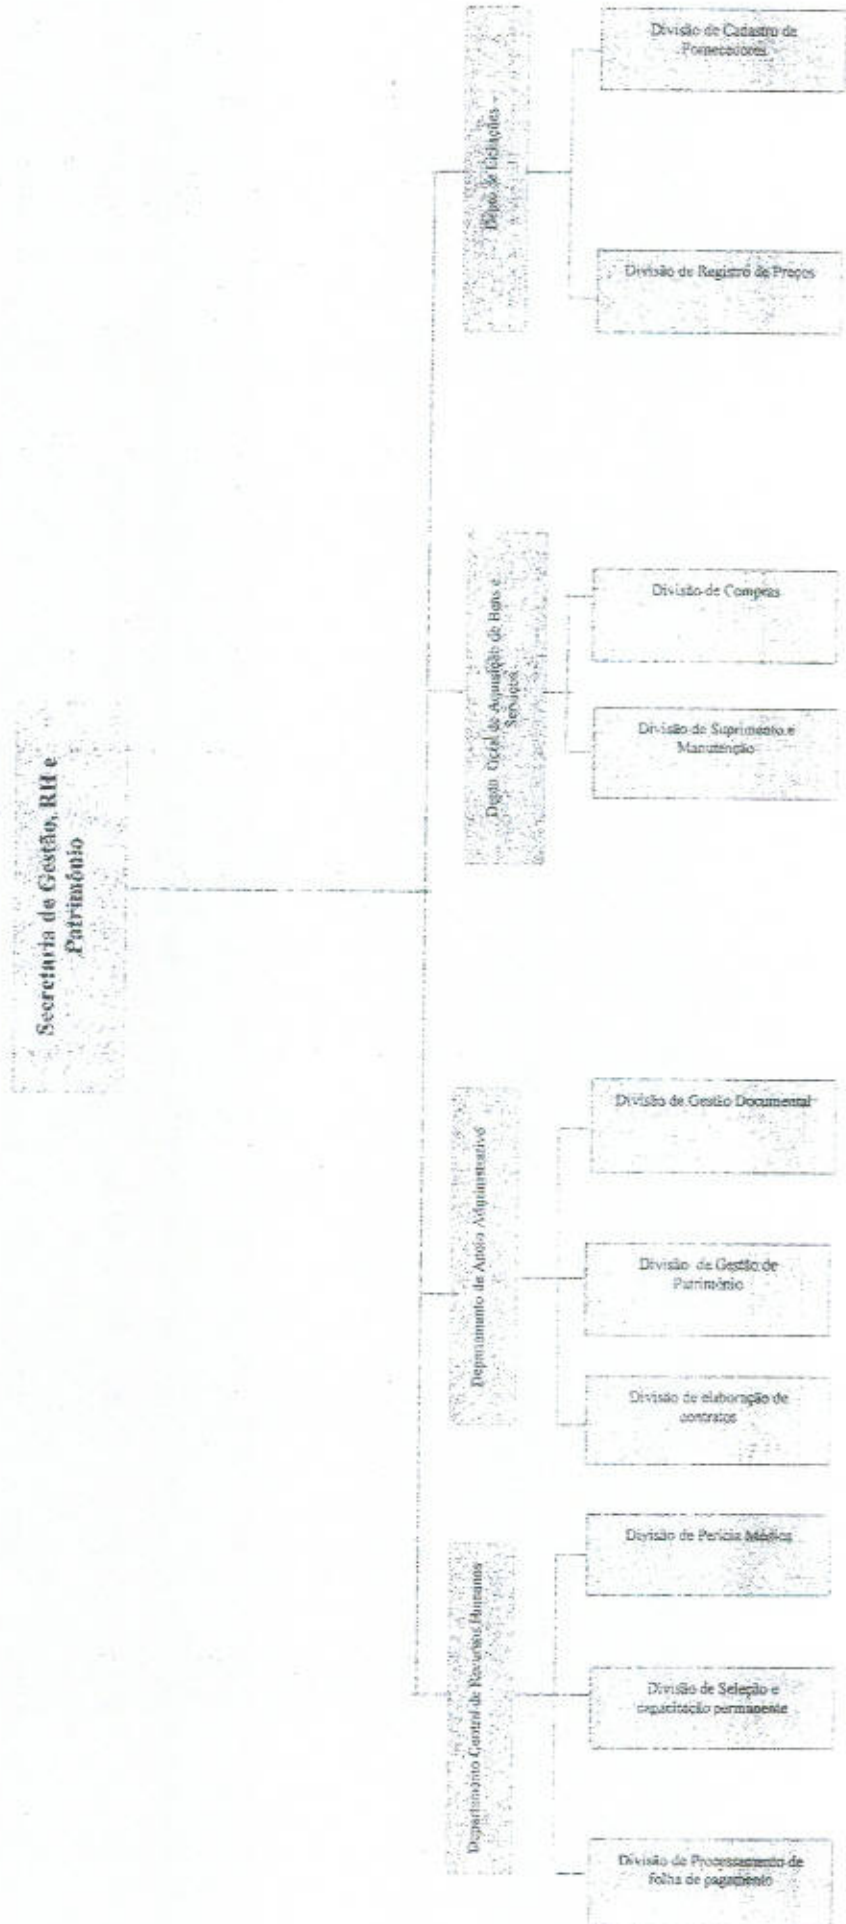 Secretaria de Gestão, RH e
Patrimônio
Departamento Central de Recursos Humanos
Departamento de Apoio Administrativo
Depto. Geral de Aquisição de Bens e
Serviços
Depto de Licitações
Divisão de Processamento de
folha de pagamento
Divisão de Seleção e
capacitação permanente
Divisão de Perícia Médica
Divisão de elaboração de
contratos
Divisão de Gestão de
Patrimônio
Divisão de Gestão Documental
Divisão de Suprimento e
Manutenção
Divisão de Compras
Divisão de Registro de Preços
Divisão de Cadastro de
Fornecedores